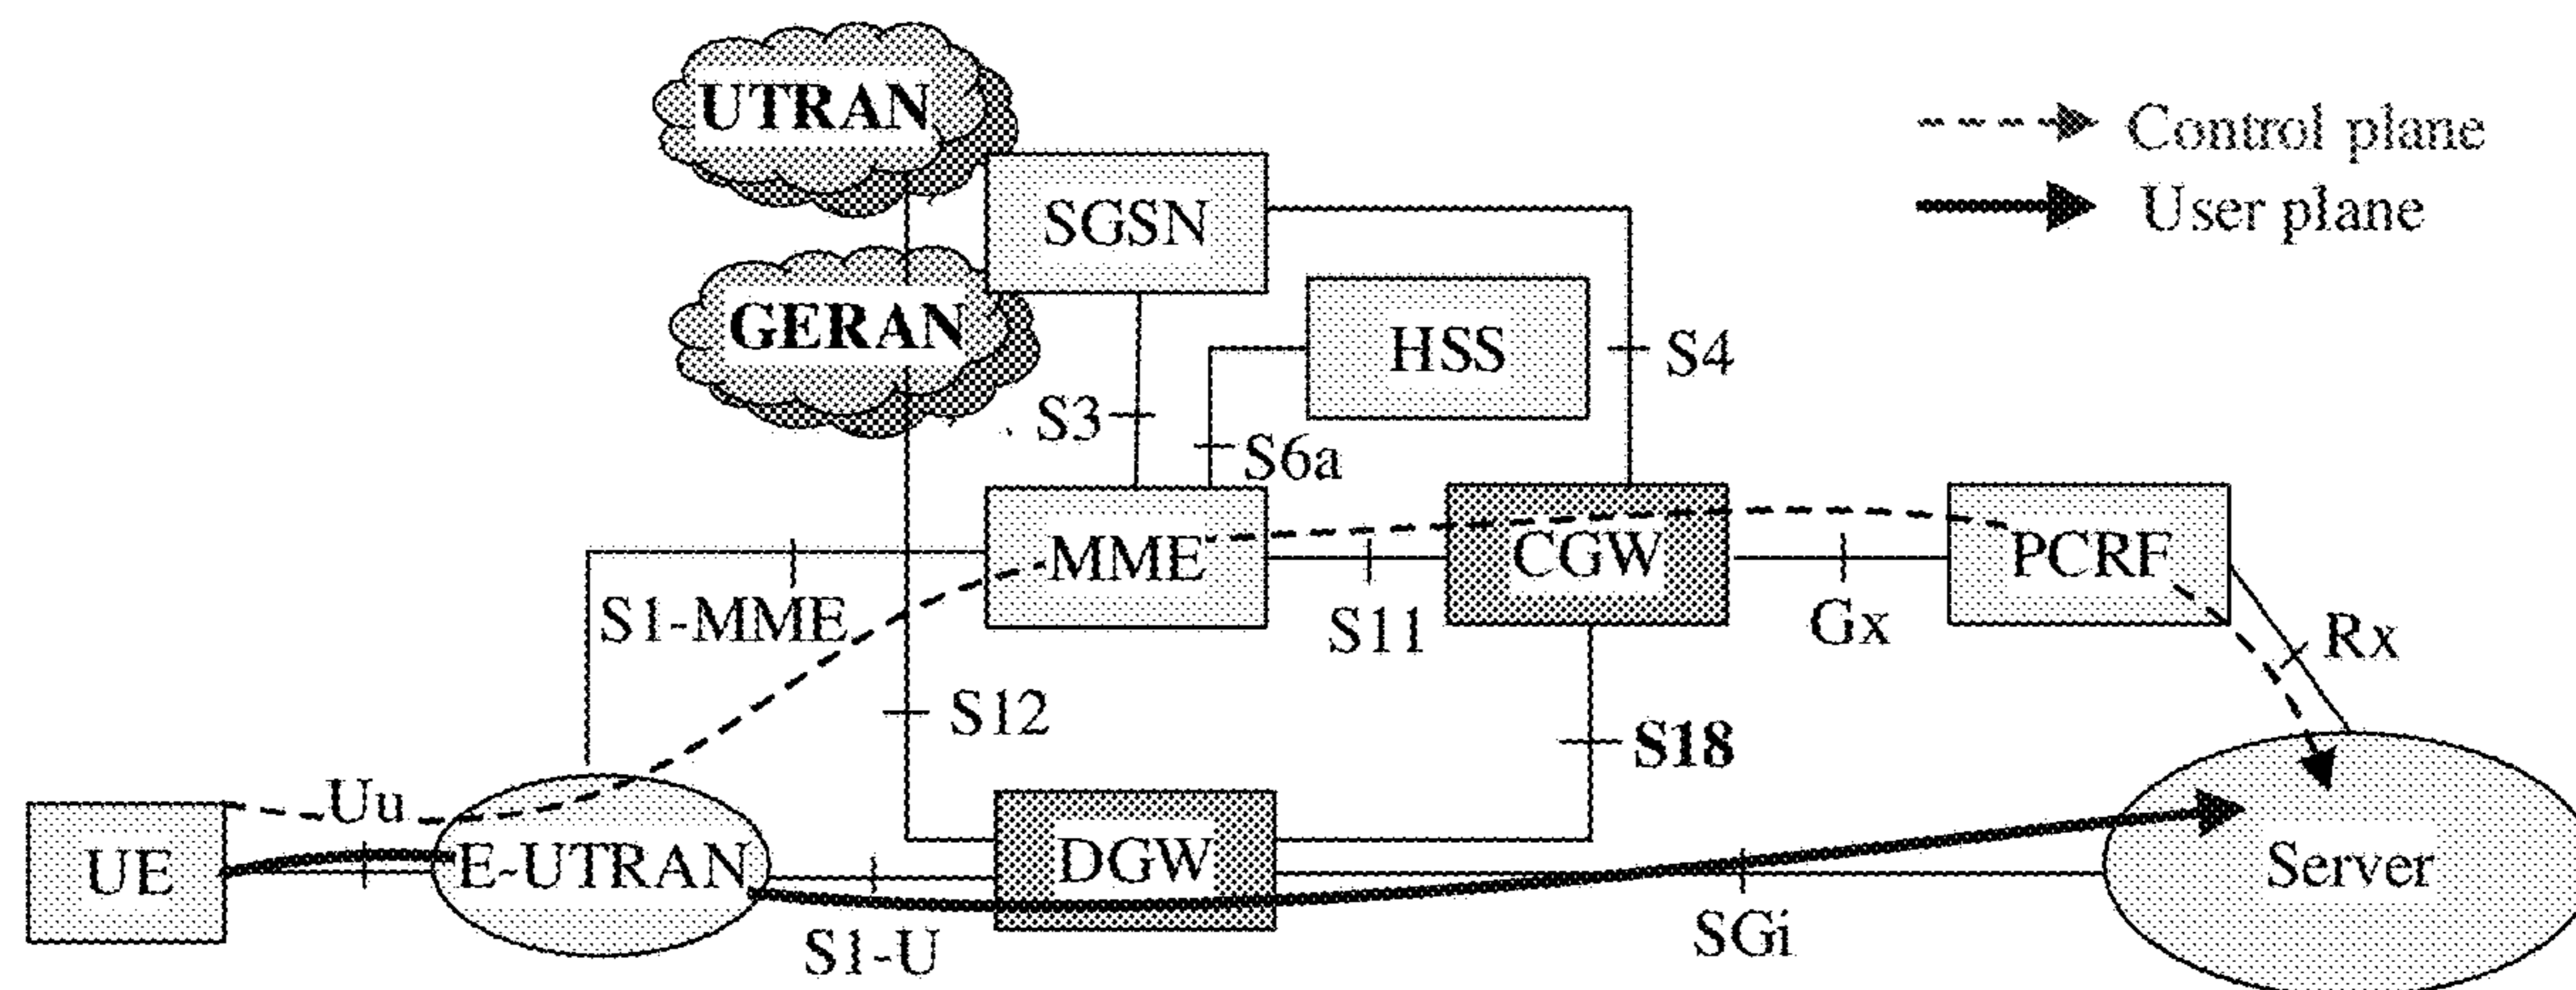 UTRAN
Control plane
User plane
SGSN
GERAN
HSS
S4
S3
S6a
MME
CGW
PCRF
S1-MME
S11
Gx
Rx
S12
S18
Uu
UE
E-UTRAN
DGW
Server
S1-U
SGi